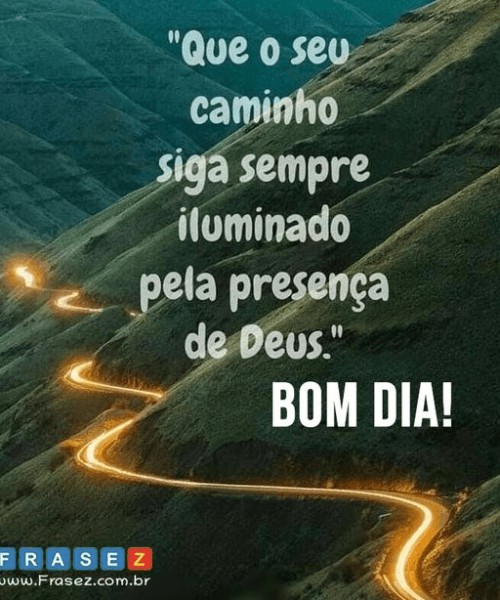 "Que o seu
caminho
siga sempre
iluminado
pela presença
de Deus."
BOM DIA!
FRASEZ
www.Frasez.com.br